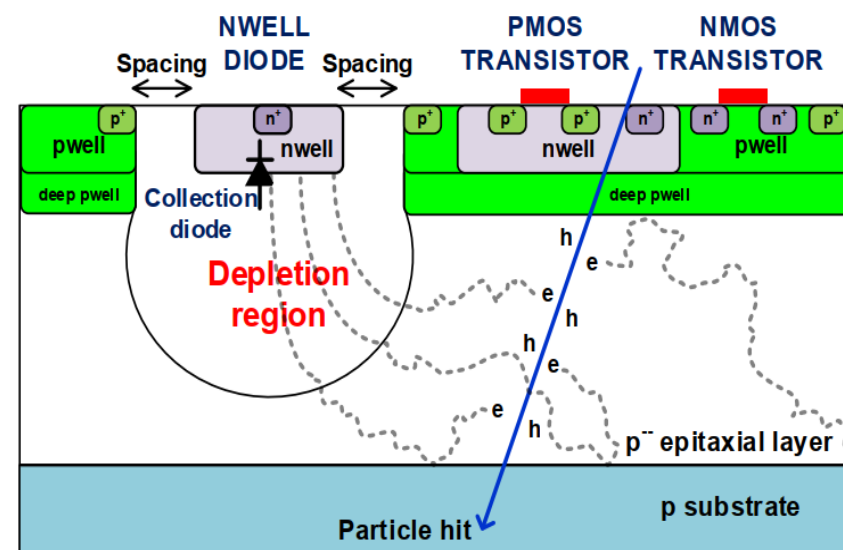 NWELL
DIODE
PMOS
TRANSISTOR
NMOS
TRANSISTOR
Spacing
Spacing
p+
n+
p+
p+
p+
n+
n+
n+
p+
pwell
nwell
nwell
pwell
deep pwell
deep pwell
Collection
diode
Depletion
region
h
e
e
h
h
e
e
h
p-- epitaxial layer
p substrate
Particle hit